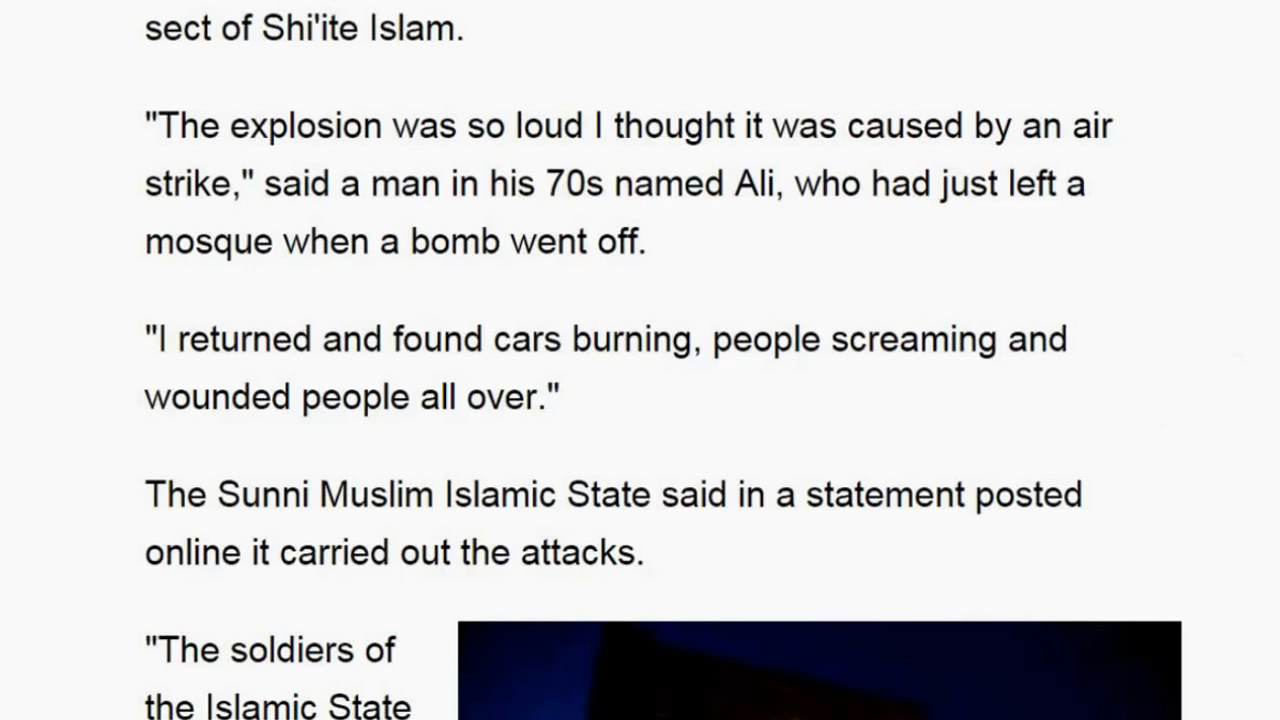 sect of Shi'ite Islam.
"The explosion was so loud I thought it was caused by an air
strike," said a man in his 70s named Ali, who had just left a
mosque when a bomb went off.
"I returned and found cars burning, people screaming and
wounded people all over."
The Sunni Muslim Islamic State said in a statement posted
online it carried out the attacks.
"The soldiers of
the Islamic State